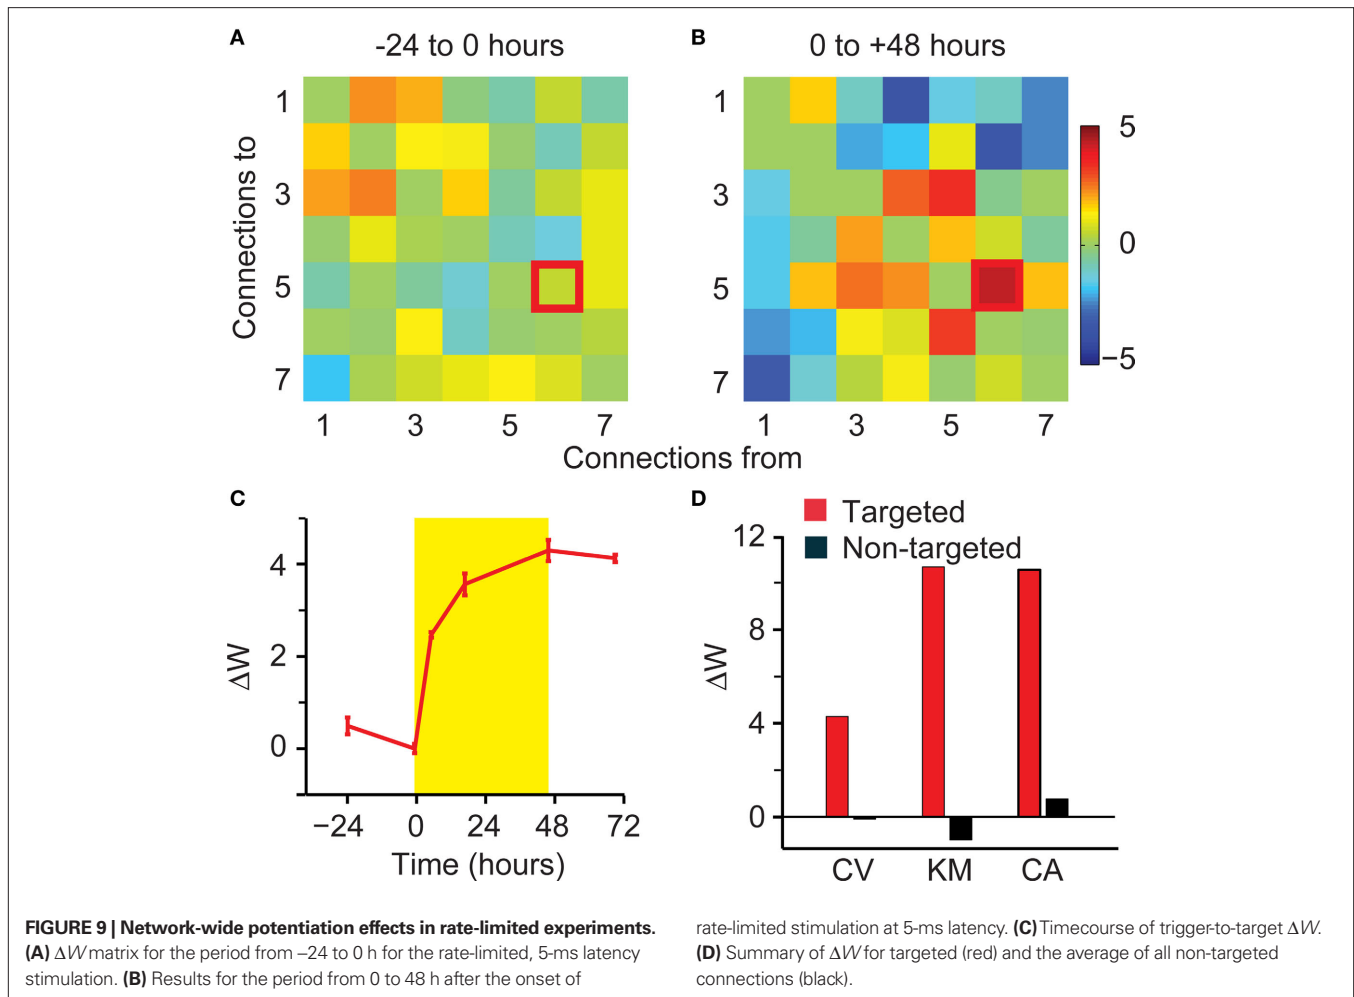 A
-24 to 0 hours
B
0 to +48 hours
Connections to
1
3
5
7
1
3
5
7
1
3
5
7
1
3
5
7
5
0
−5
Connections from
C
ΔW
4
2
0
−24
0
24
48
72
Time (hours)
D
Targeted
Non-targeted
ΔW
12
8
4
0
CV
KM
CA
FIGURE 9 | Network-wide potentiation effects in rate-limited experiments.
(A) ΔW matrix for the period from –24 to 0 h for the rate-limited, 5-ms latency
stimulation. (B) Results for the period from 0 to 48 h after the onset of
rate-limited stimulation at 5-ms latency. (C) Timecourse of trigger-to-target ΔW.
(D) Summary of ΔW for targeted (red) and the average of all non-targeted
connections (black).